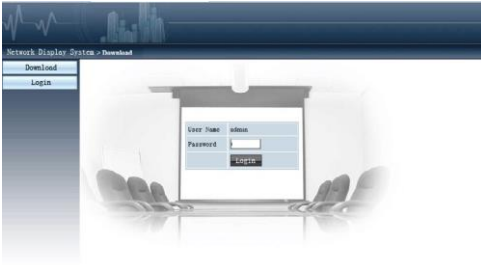 Network Display System > Download
Download
Login
User Name admin
Password
Login